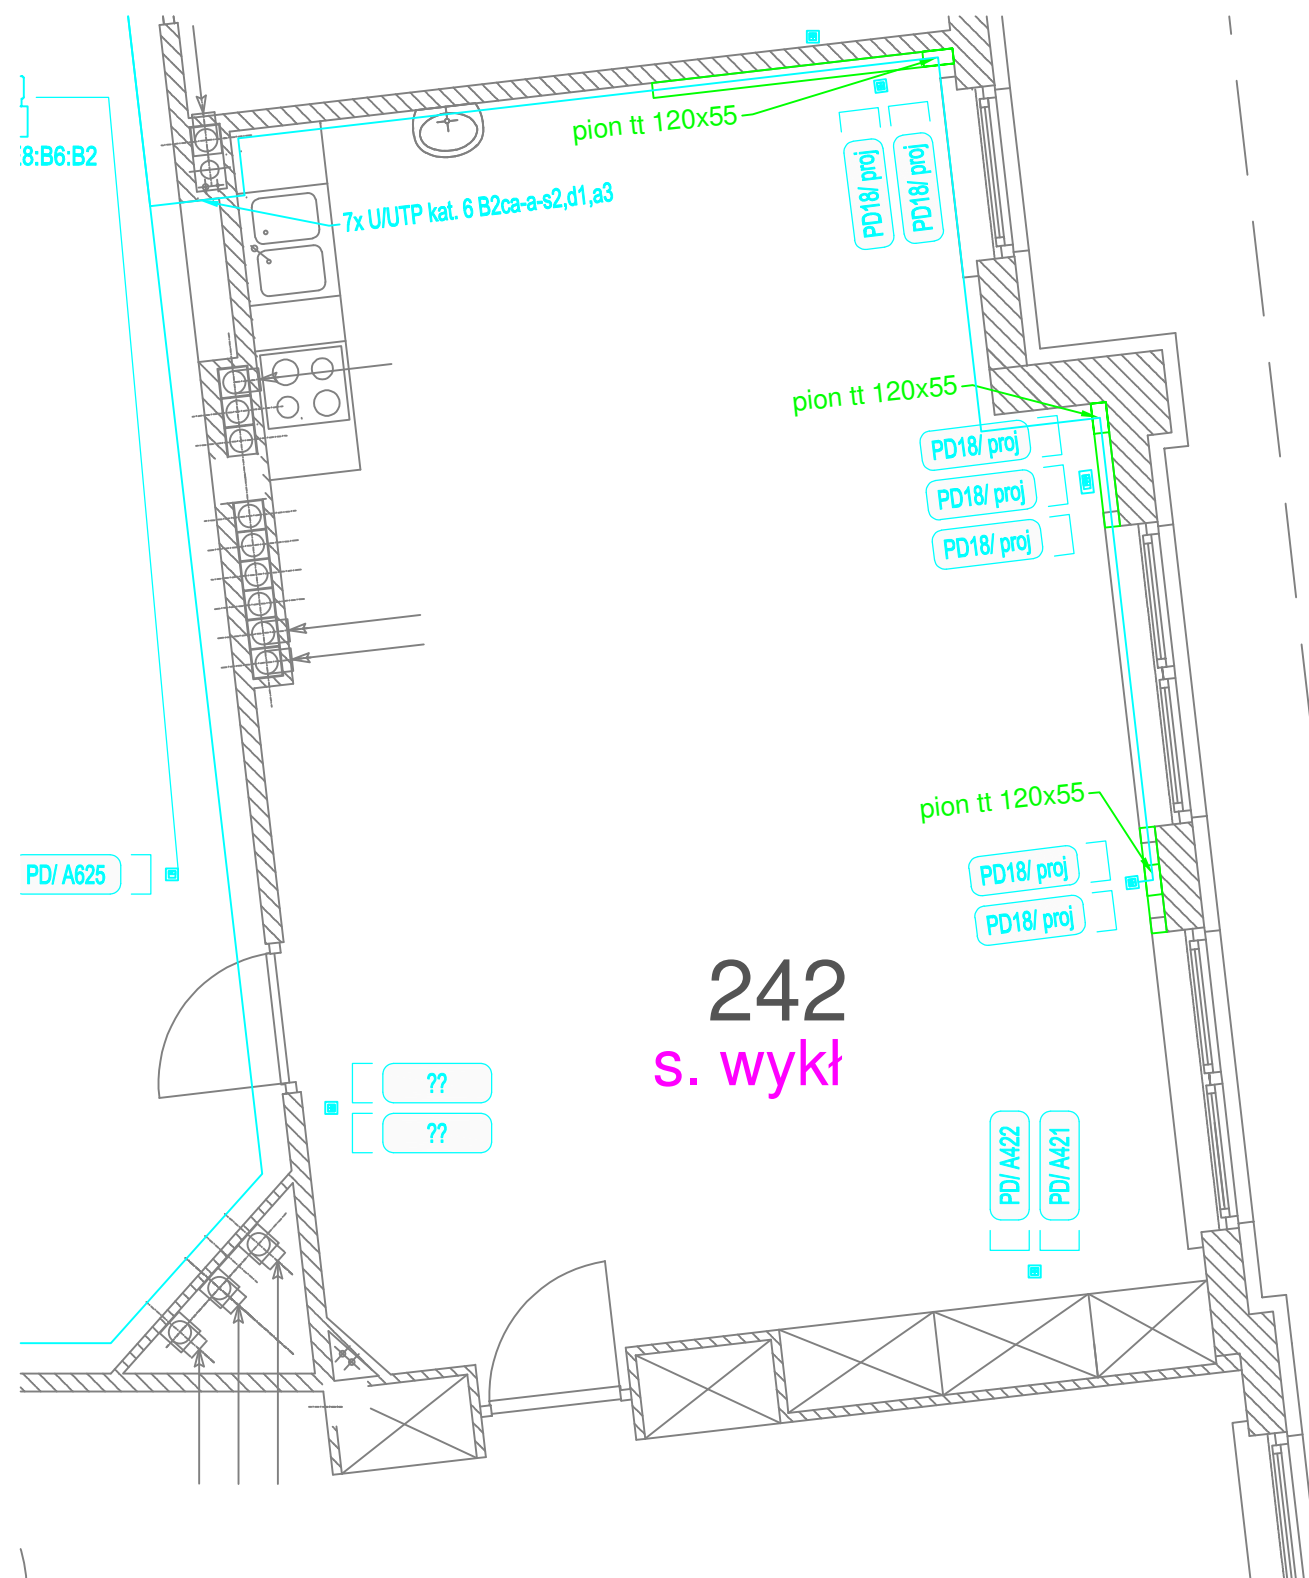 pion tt 120x55
:8:B6:B2
PD18/ proj
PD18/ proj
7x U/UTP kat. 6 B2ca-a-s2,d1,a3
pion tt 120x55
PD18/ proj
PD18/ proj
PD18/ proj
pion tt 120x55
PD/ A625
PD18/ proj
PD18/ proj
242
s. wykł
??
??
PD/ A422
PD/ A421